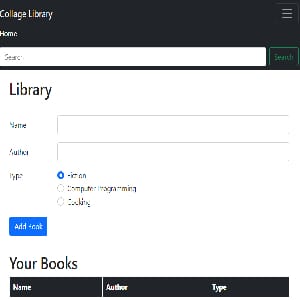 Collage Library
Home
Search
Search
Library
Name
Author
Type
Fiction
Computer Programming
Cooking
Add Book
Your Books
Name Author Type